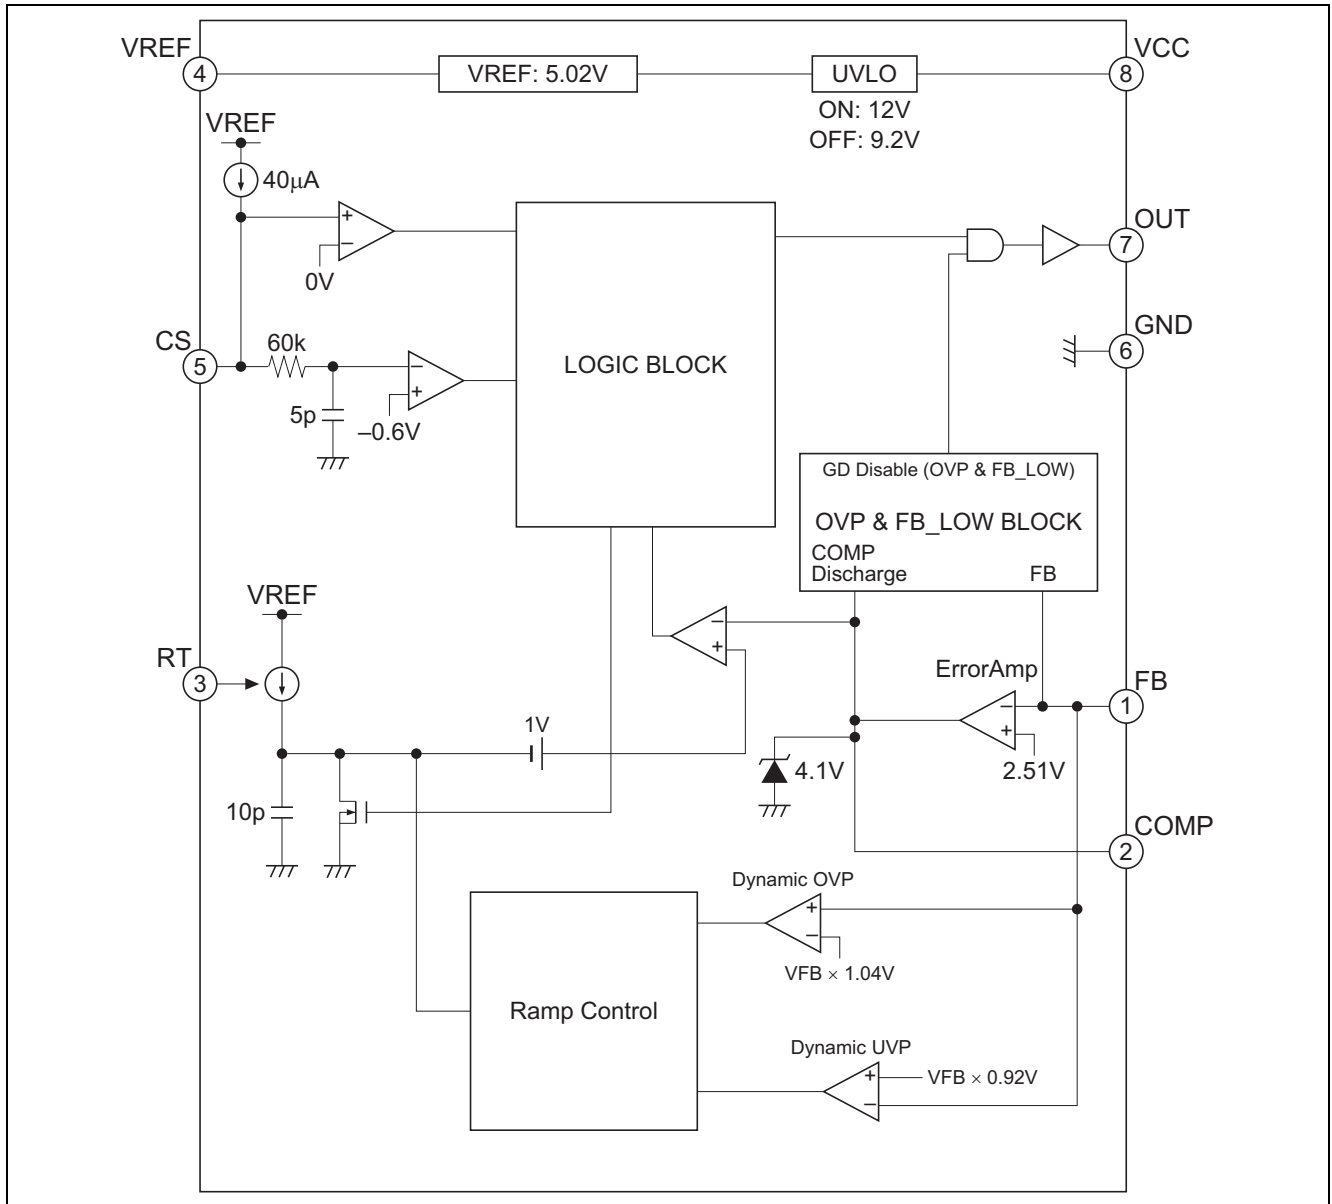 VREF
4
VREF: 5.02V
UVLO
ON: 12V
OFF: 9.2V
VCC
8
VREF
40μA
+
−
0V
LOGIC BLOCK
OUT
7
GND
6
CS
5
60k
5p
−
+
–0.6V
GD Disable (OVP & FB_LOW)
OVP & FB_LOW BLOCK
COMP
Discharge
FB
VREF
RT
3
−
+
ErrorAmp
−
+
2.51V
FB
1
1V
4.1V
10p
COMP
2
Dynamic OVP
+
−
VFB × 1.04V
Ramp Control
Dynamic UVP
+
−
VFB × 0.92V